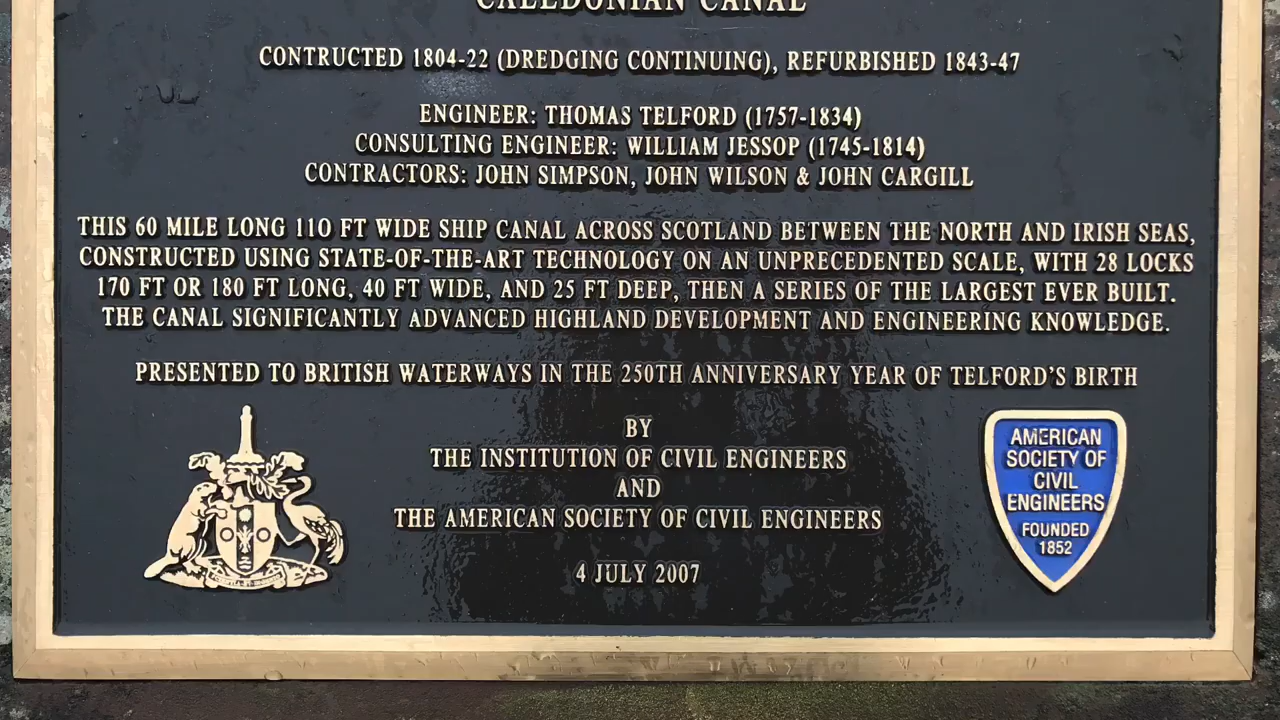 CALEDONIAN CANAL
CONTRUCTED 1804-22 (DREDGING CONTINUING), REFURBISHED 1843-47
ENGINEER: THOMAS TELFORD (1757-1834)
CONSULTING ENGINEER: WILLIAM JESSOP (1745-1814)
CONTRACTORS: JOHN SIMPSON, JOHN WILSON & JOHN CARGILL
THIS 60 MILE LONG 110 FT WIDE SHIP CANAL ACROSS SCOTLAND BETWEEN THE NORTH AND IRISH SEAS,
CONSTRUCTED USING STATE-OF-THE-ART TECHNOLOGY ON AN UNPRECEDENTED SCALE, WITH 28 LOCKS
170 FT OR 180 FT LONG, 40 FT WIDE, AND 25 FT DEEP, THEN A SERIES OF THE LARGEST EVER BUILT.
THE CANAL SIGNIFICANTLY ADVANCED HIGHLAND DEVELOPMENT AND ENGINEERING KNOWLEDGE.
PRESENTED TO BRITISH WATERWAYS IN THE 250TH ANNIVERSARY YEAR OF TELFORD'S BIRTH
BY
THE INSTITUTION OF CIVIL ENGINEERS
AND
THE AMERICAN SOCIETY OF CIVIL ENGINEERS
4 JULY 2007
AMERICAN
SOCIETY OF
CIVIL
ENGINEERS
FOUNDED
1852